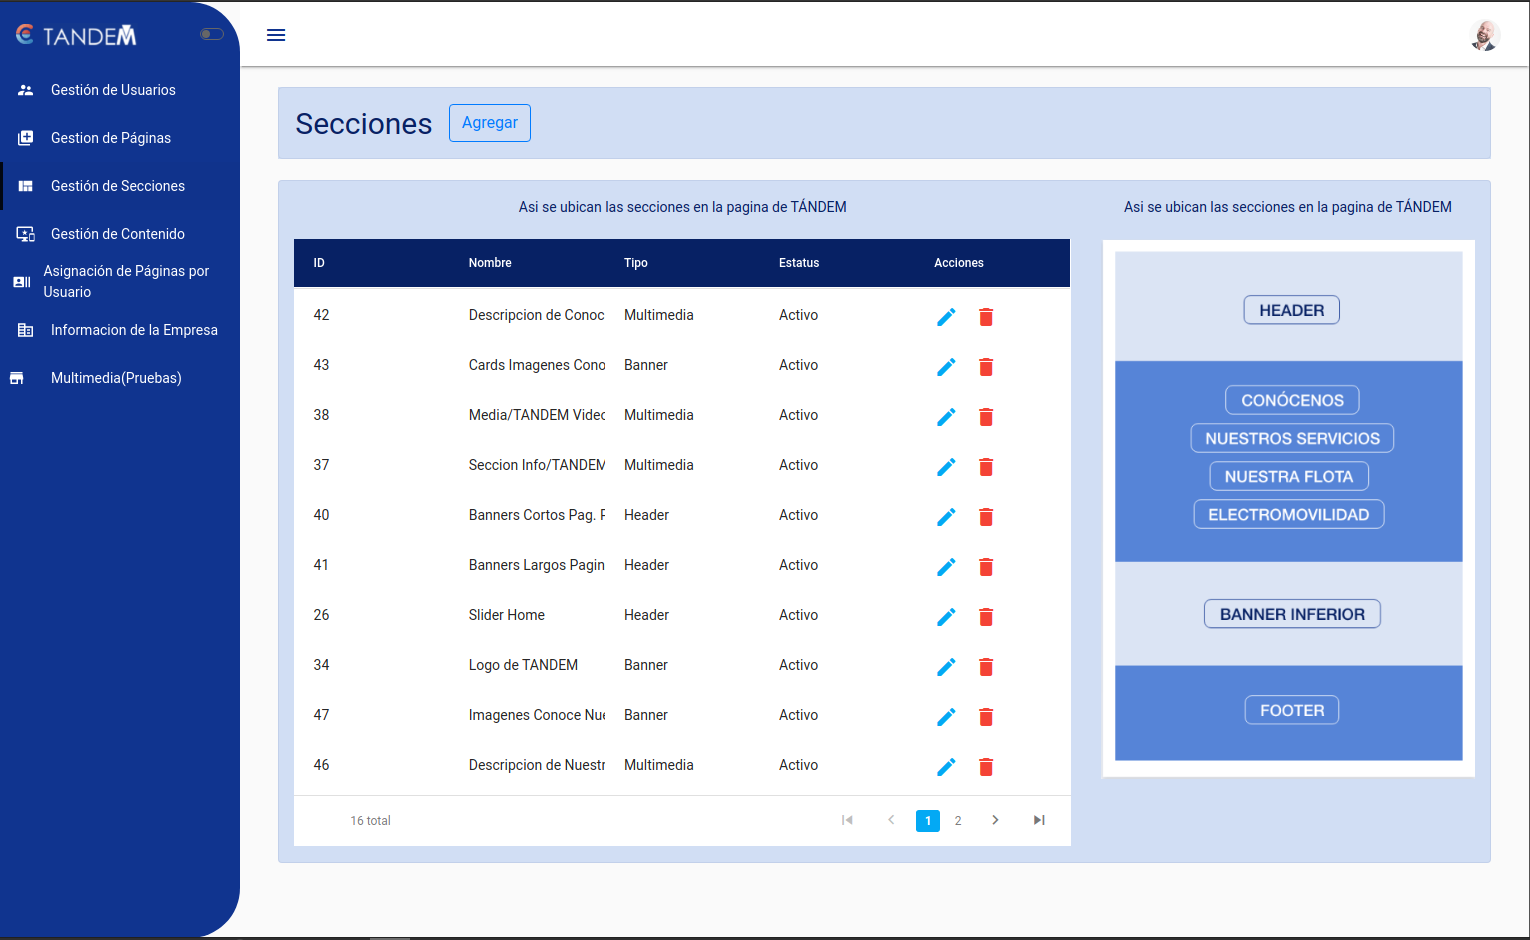 TANDEM
Gestión de Usuarios
Gestion de Páginas
Gestión de Secciones
Gestión de Contenido
Asignación de Páginas por
Usuario
Informacion de la Empresa
Multimedia(Pruebas)
Secciones Agregar
Asi se ubican las secciones en la pagina de TÁNDEM
ID Nombre Tipo Estatus Acciones
42 Descripcion de Conoc Multimedia Activo
43 Cards Imagenes Cono Banner Activo
38 Media/TANDEM Videc Multimedia Activo
37 Seccion Info/TANDEM Multimedia Activo
40 Banners Cortos Pag. Header Activo
41 Banners Largos Pagin Header Activo
26 Slider Home Header Activo
34 Logo de TANDEM Banner Activo
47 Imagenes Conoce Nue Banner Activo
46 Descripcion de Nuestr Multimedia Activo
16 total 1 2
Asi se ubican las secciones en la pagina de TÁNDEM
HEADER
CONÓCENOS
NUESTROS SERVICIOS
NUESTRA FLOTA
ELECTROMOVILIDAD
BANNER INFERIOR
FOOTER